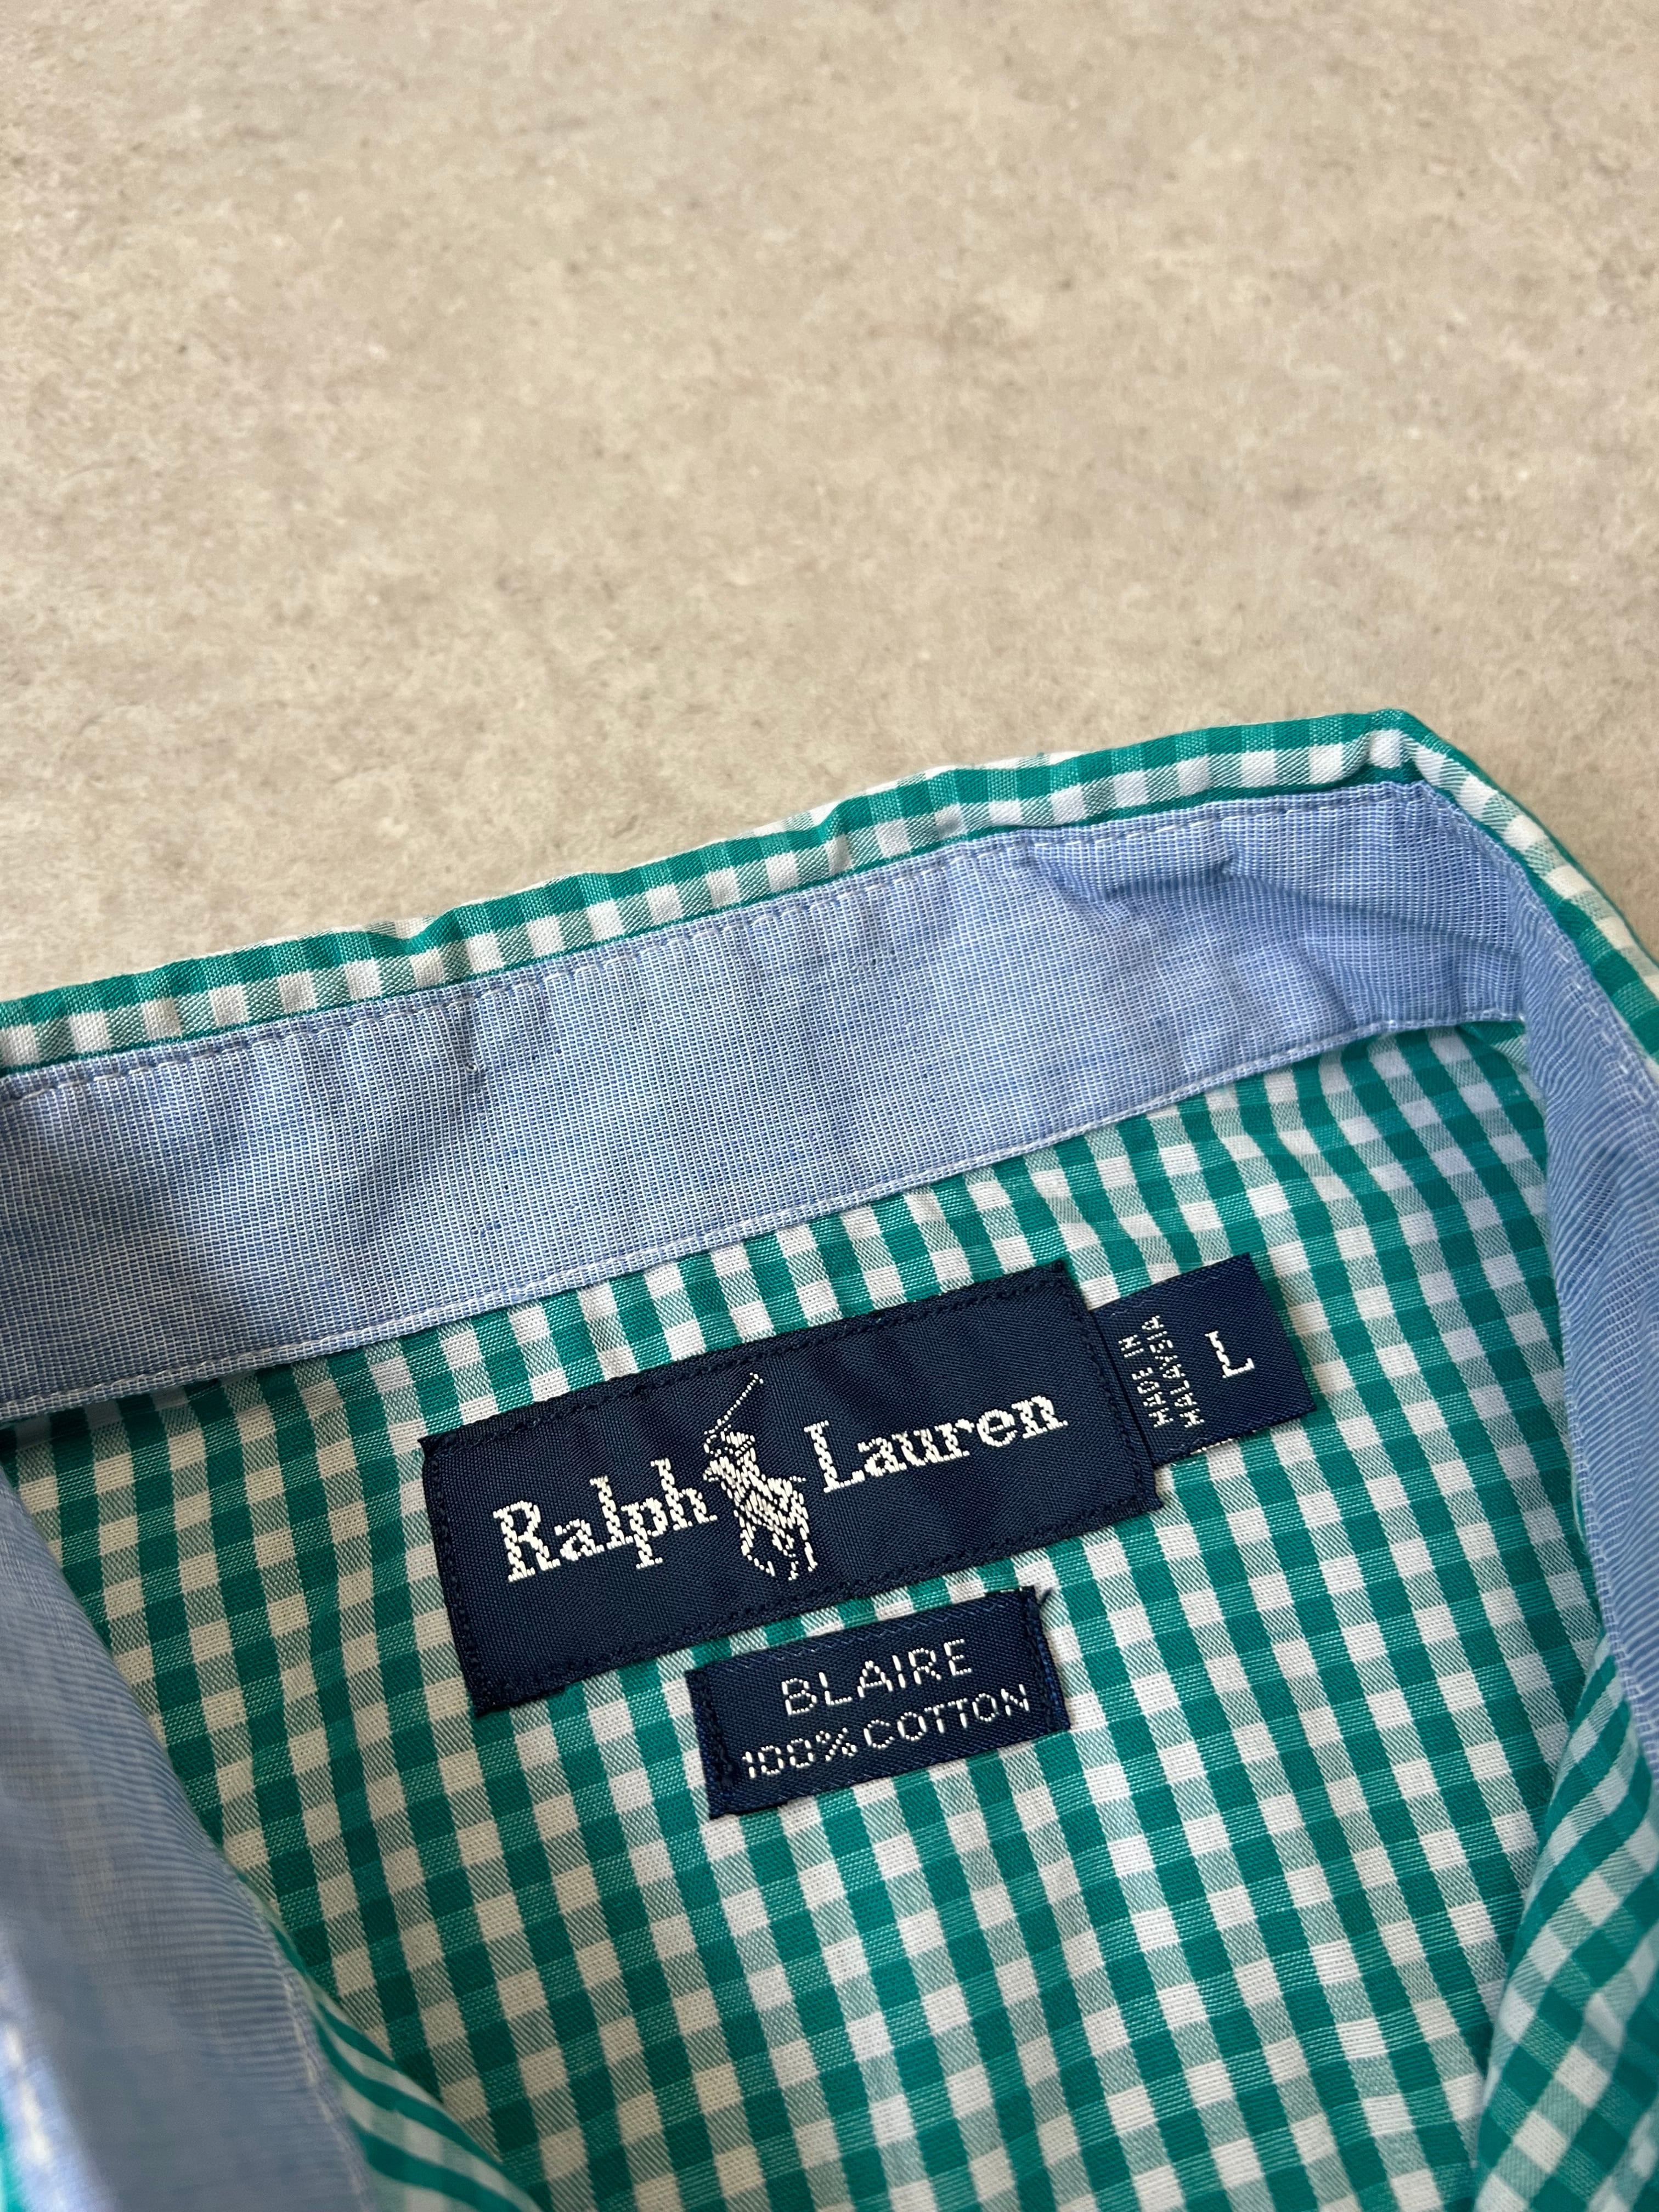 Ralph Lauren
MADE IN
MALAYSIA
L
BLAIRE
100% COTTON